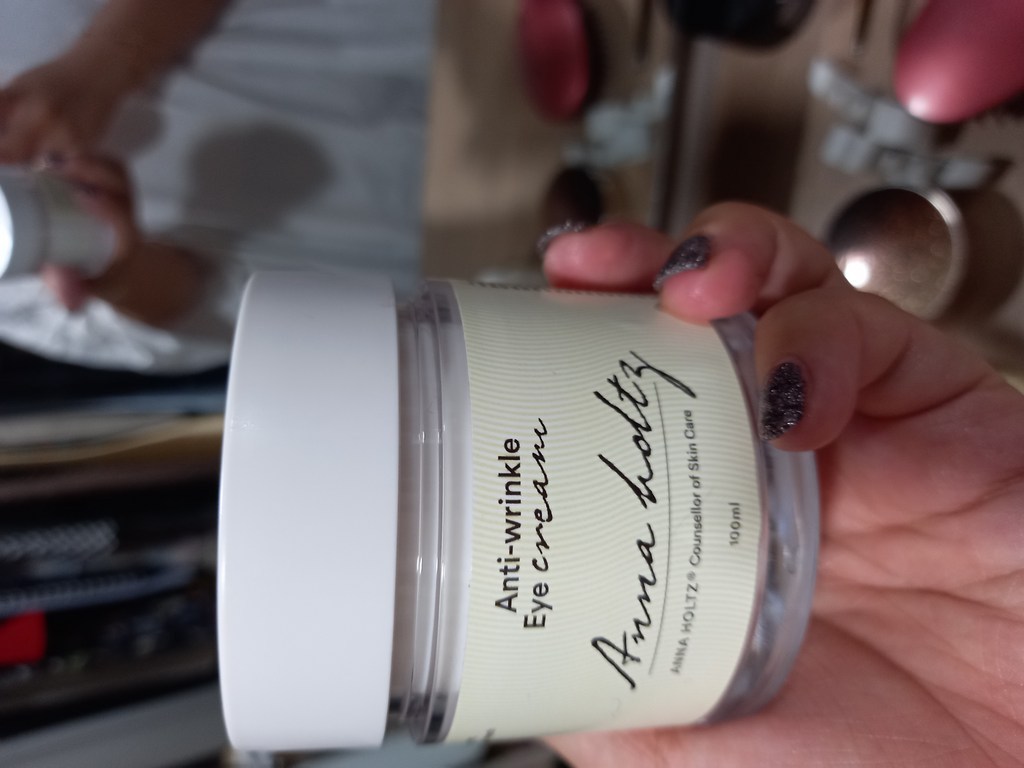 Anti-wrinkle
Eye cream
Anna holtz
ANNA HOLTZ® Counsellor of Skin Care
100ml